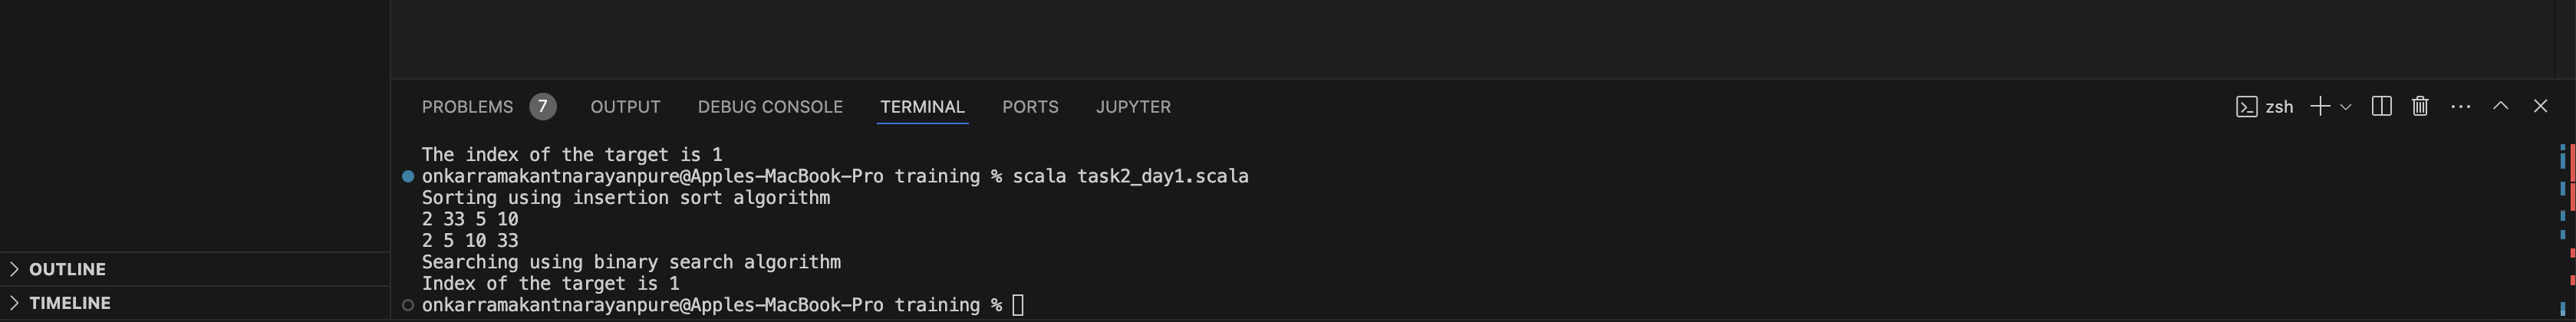 PROBLEMS 7 OUTPUT DEBUG CONSOLE TERMINAL PORTS JUPYTER zsh
The index of the target is 1
onkarramakantnarayanpure@Apples-MacBook-Pro training % scala task2_day1.scala
Sorting using insertion sort algorithm
2 33 5 10
2 5 10 33
Searching using binary search algorithm
Index of the target is 1
onkarramakantnarayanpure@Apples-MacBook-Pro training %
OUTLINE
TIMELINE